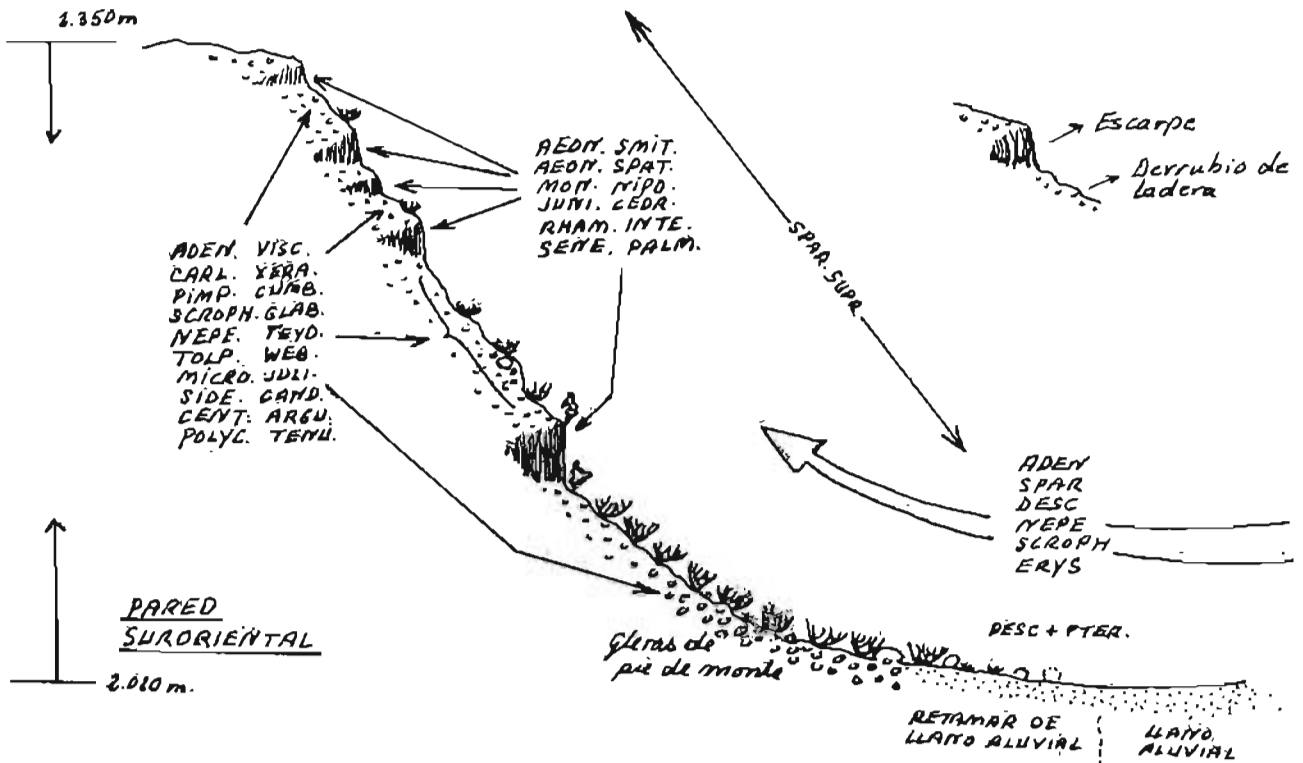 2.350 m
AEON. SMIT.
AEON. SPAT.
MON. NIPO.
JUNI. CEDR.
RHAM. INTE.
SENE. PALM.
Escarpe
Derrubio de
ladera
SPAR. SUPR
ADEN. VISC.
CARL. XERA.
PIMP. CUMB.
SCROPH. GLAB.
NEPE. TEYD.
TOLP. WEB.
MICRO. JULI.
SIDE. CAND.
CENT. ARGU.
POLYC. TENU.
ADEN
SPAR
DESC
NEPE
SCROPH
ERYS
PARED
SURORIENTAL
2.080 m.
Gleras de
pie de monte
DESC + PTER.
RETAMAR DE
LLANO ALUVIAL
LLANO
ALUVIAL